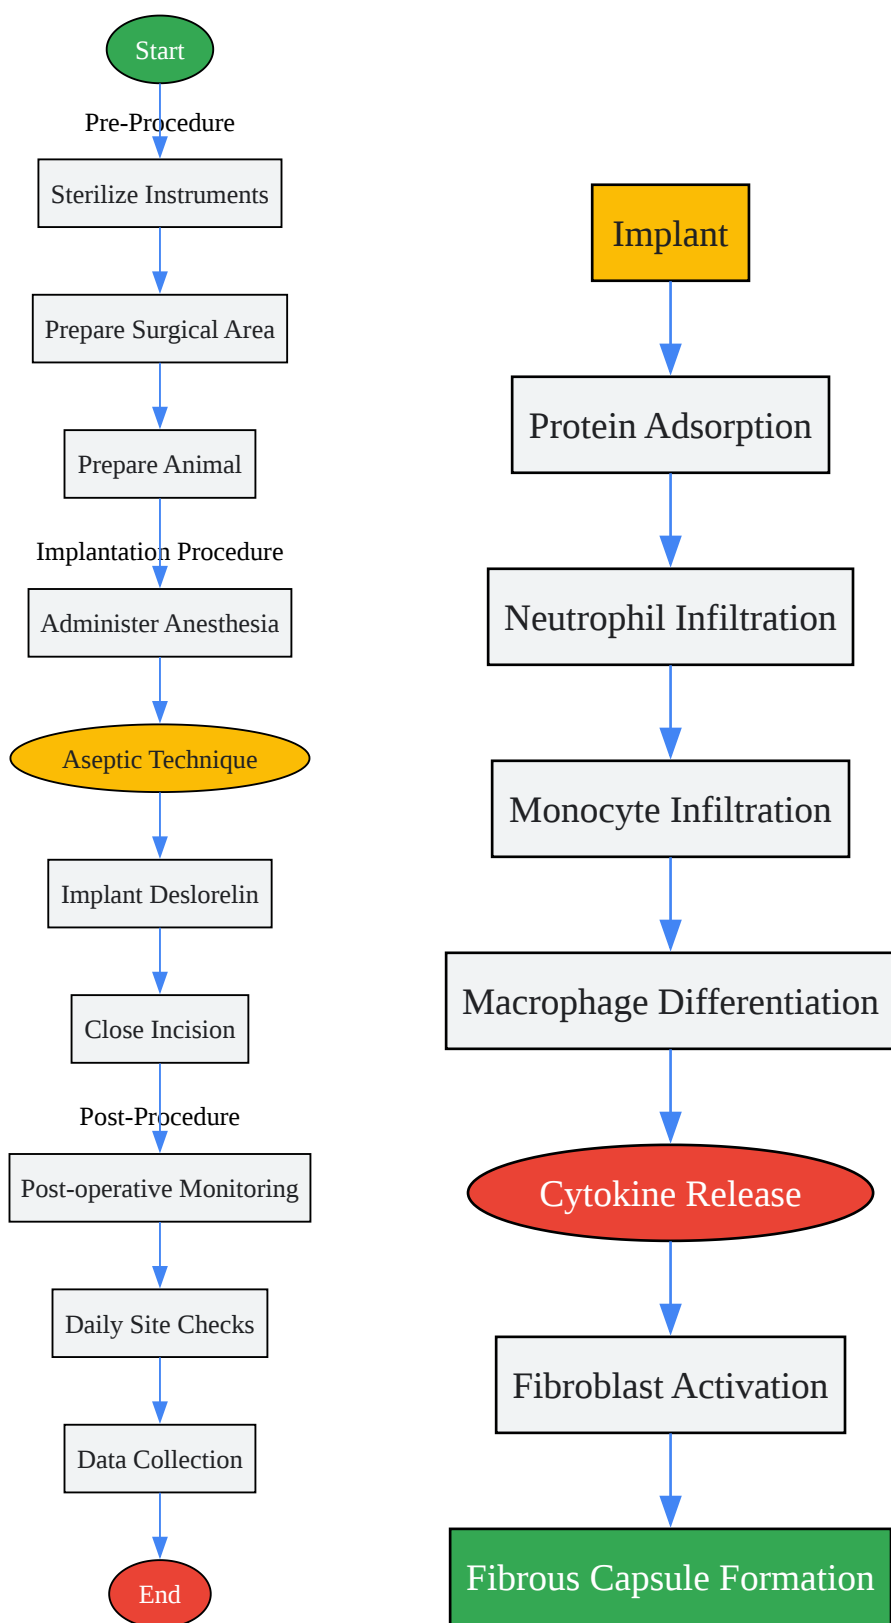 Start
Pre-Procedure
Sterilize Instruments
Prepare Surgical Area
Prepare Animal
Implantation Procedure
Administer Anesthesia
Aseptic Technique
Implant Deslorelin
Close Incision
Post-Procedure
Post-operative Monitoring
Daily Site Checks
Data Collection
End
Implant
Protein Adsorption
Neutrophil Infiltration
Monocyte Infiltration
Macrophage Differentiation
Cytokine Release
Fibroblast Activation
Fibrous Capsule Formation